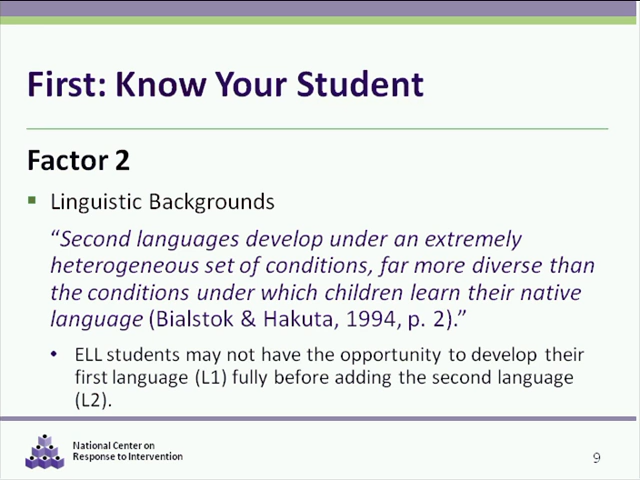 First: Know Your Student
Factor 2
▪ Linguistic Backgrounds
“Second languages develop under an extremely
heterogeneous set of conditions, far more diverse than
the conditions under which children learn their native
language (Bialstok & Hakuta, 1994, p. 2).”
• ELL students may not have the opportunity to develop their
first language (L1) fully before adding the second language
(L2).
National Center on
Response to Intervention
9